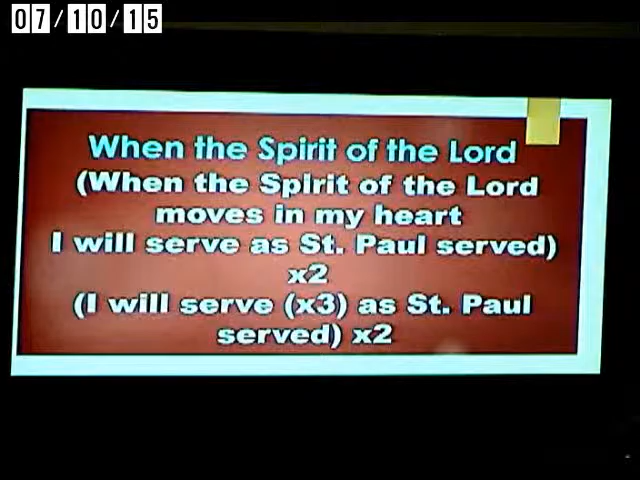 07/10/15
When the Spirit of the Lord
(When the Spirit of the Lord
moves in my heart
I will serve as St. Paul served)
x2
(I will serve (x3) as St. Paul
served) x2